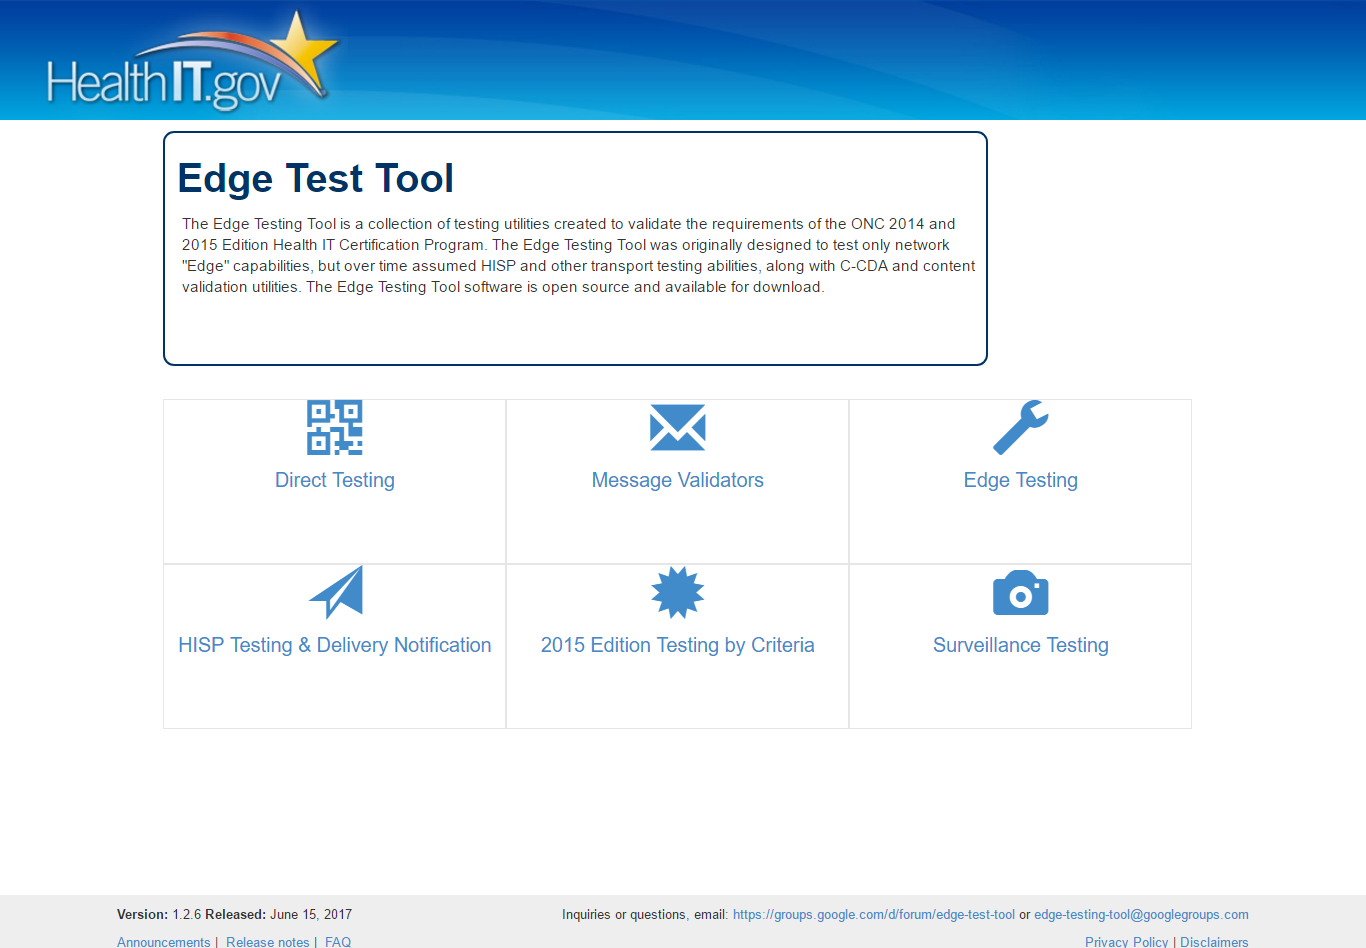 HealthIT.gov
Edge Test Tool
The Edge Testing Tool is a collection of testing utilities created to validate the requirements of the ONC 2014 and
2015 Edition Health IT Certification Program. The Edge Testing Tool was originally designed to test only network
"Edge" capabilities, but over time assumed HISP and other transport testing abilities, along with C-CDA and content
validation utilities. The Edge Testing Tool software is open source and available for download.
Direct Testing
Message Validators
Edge Testing
HISP Testing & Delivery Notification
2015 Edition Testing by Criteria
Surveillance Testing
Version: 1.2.6 Released: June 15, 2017
Inquiries or questions, email: https://groups.google.com/d/forum/edge-test-tool or edge-testing-tool@googlegroups.com
Announcements | Release notes | FAQ
Privacy Policy | Disclaimers